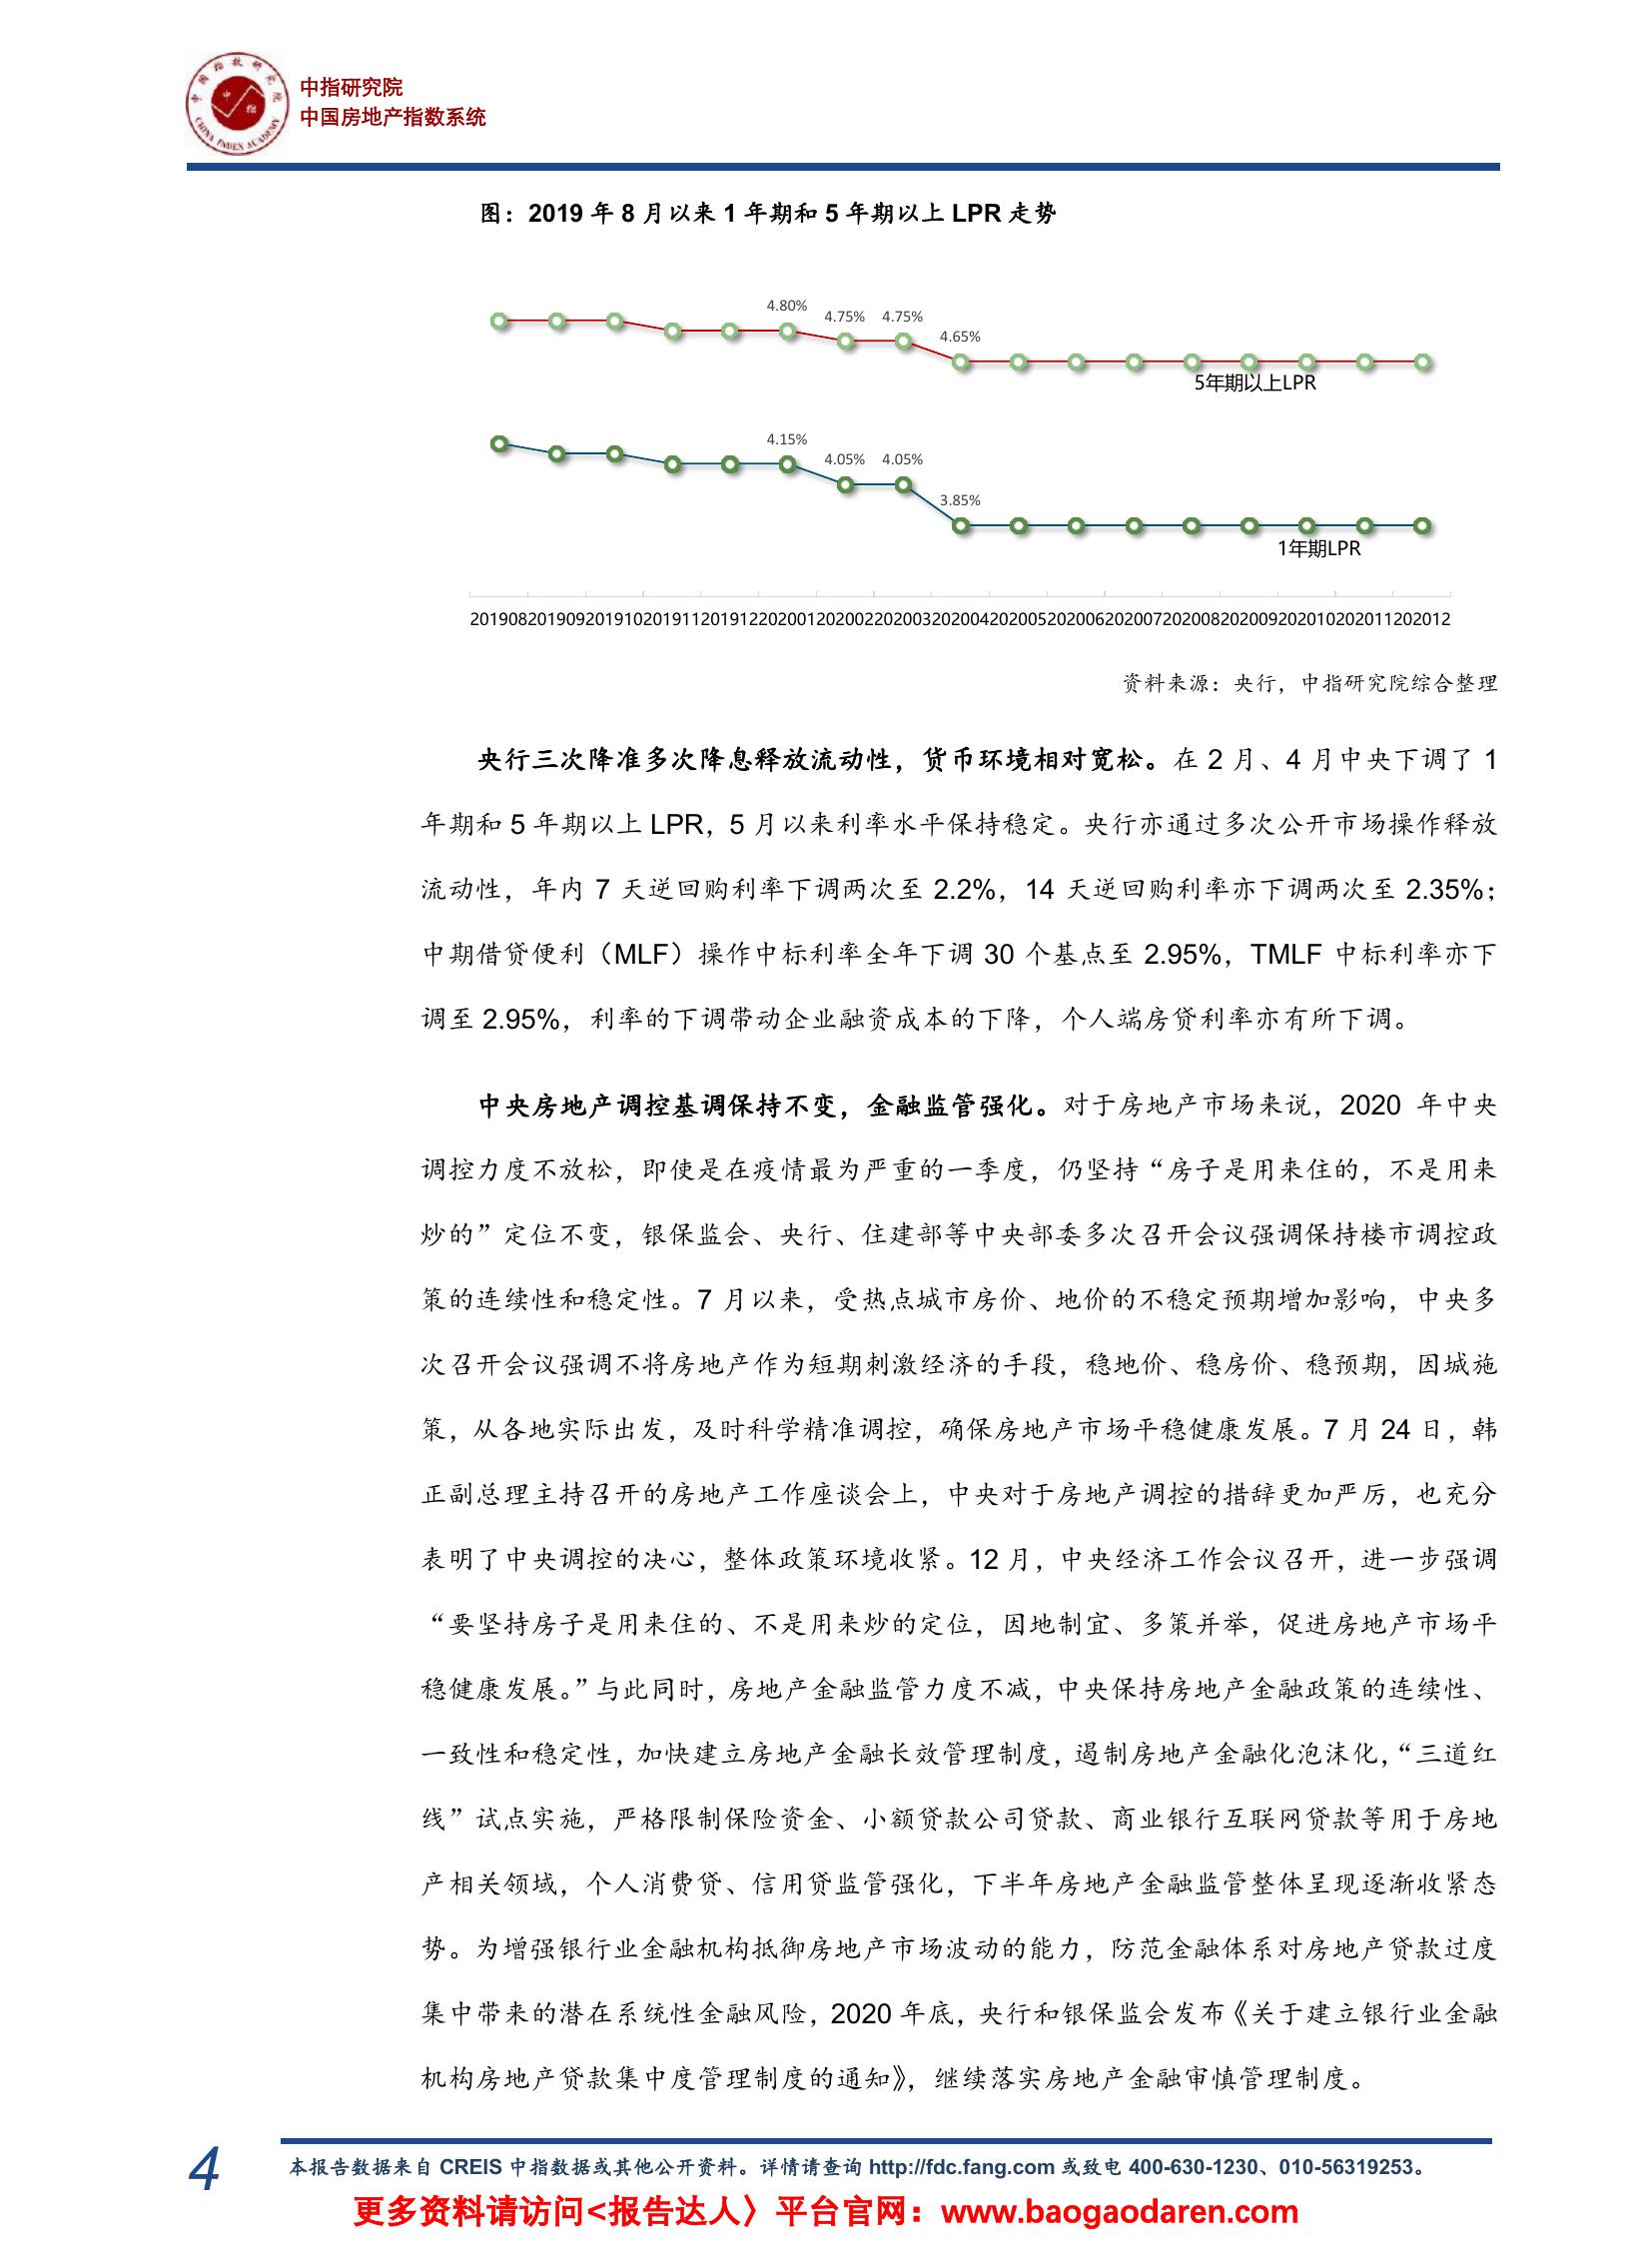 中国指数研究院
中指
CHINA INDEX ACADEMY
中指研究院
中国房地产指数系统
图：2019 年 8 月以来 1 年期和 5 年期以上 LPR 走势
4.80%
4.75% 4.75%
4.65%
5年期以上LPR
4.15%
4.05% 4.05%
3.85%
1年期LPR
201908 201909 201910 201911 201912 202001 202002 202003 202004 202005 202006 202007 202008 202009 202010 202011 202012
资料来源：央行，中指研究院综合整理
央行三次降准多次降息释放流动性，货币环境相对宽松。在 2 月、4 月中央下调了 1
年期和 5 年期以上 LPR，5 月以来利率水平保持稳定。央行亦通过多次公开市场操作释放
流动性，年内 7 天逆回购利率下调两次至 2.2%，14 天逆回购利率亦下调两次至 2.35%；
中期借贷便利（MLF）操作中标利率全年下调 30 个基点至 2.95%，TMLF 中标利率亦下
调至 2.95%，利率的下调带动企业融资成本的下降，个人端房贷利率亦有所下调。
中央房地产调控基调保持不变，金融监管强化。对于房地产市场来说，2020 年中央
调控力度不放松，即使是在疫情最为严重的一季度，仍坚持“房子是用来住的，不是用来
炒的”定位不变，银保监会、央行、住建部等中央部委多次召开会议强调保持楼市调控政
策的连续性和稳定性。7 月以来，受热点城市房价、地价的不稳定预期增加影响，中央多
次召开会议强调不将房地产作为短期刺激经济的手段，稳地价、稳房价、稳预期，因城施
策，从各地实际出发，及时科学精准调控，确保房地产市场平稳健康发展。7 月 24 日，韩
正副总理主持召开的房地产工作座谈会上，中央对于房地产调控的措辞更加严厉，也充分
表明了中央调控的决心，整体政策环境收紧。12 月，中央经济工作会议召开，进一步强调
“要坚持房子是用来住的、不是用来炒的定位，因地制宜、多策并举，促进房地产市场平
稳健康发展。”与此同时，房地产金融监管力度不减，中央保持房地产金融政策的连续性、
一致性和稳定性，加快建立房地产金融长效管理制度，遏制房地产金融化泡沫化，“三道红
线”试点实施，严格限制保险资金、小额贷款公司贷款、商业银行互联网贷款等用于房地
产相关领域，个人消费贷、信用贷监管强化，下半年房地产金融监管整体呈现逐渐收紧态
势。为增强银行业金融机构抵御房地产市场波动的能力，防范金融体系对房地产贷款过度
集中带来的潜在系统性金融风险，2020 年底，央行和银保监会发布《关于建立银行业金融
机构房地产贷款集中度管理制度的通知》，继续落实房地产金融审慎管理制度。
4
本报告数据来自 CREIS 中指数据或其他公开资料。详情请查询 http://fdc.fang.com 或致电 400-630-1230、010-56319253。
更多资料请访问<报告达人〉平台官网：www.baogaodaren.com